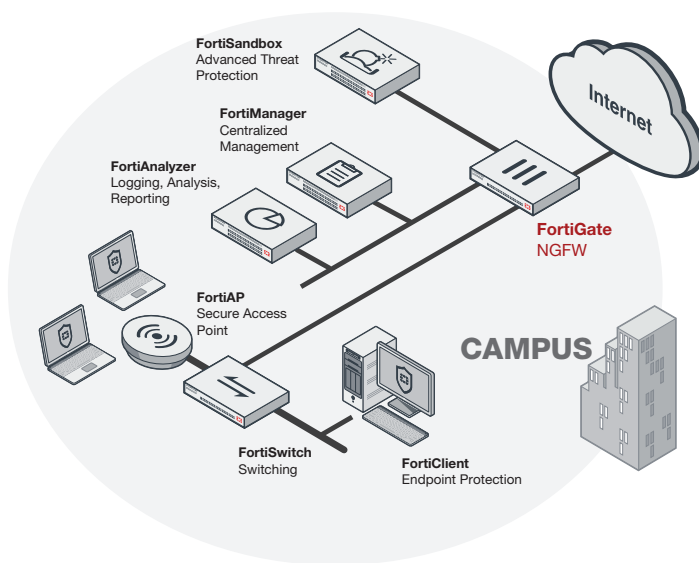 FortiSandbox
Advanced Threat
Protection
Internet
FortiManager
Centralized
Management
FortiAnalyzer
Logging, Analysis,
Reporting
FortiGate
NGFW
FortiAP
Secure Access
Point
CAMPUS
FortiSwitch
Switching
FortiClient
Endpoint Protection